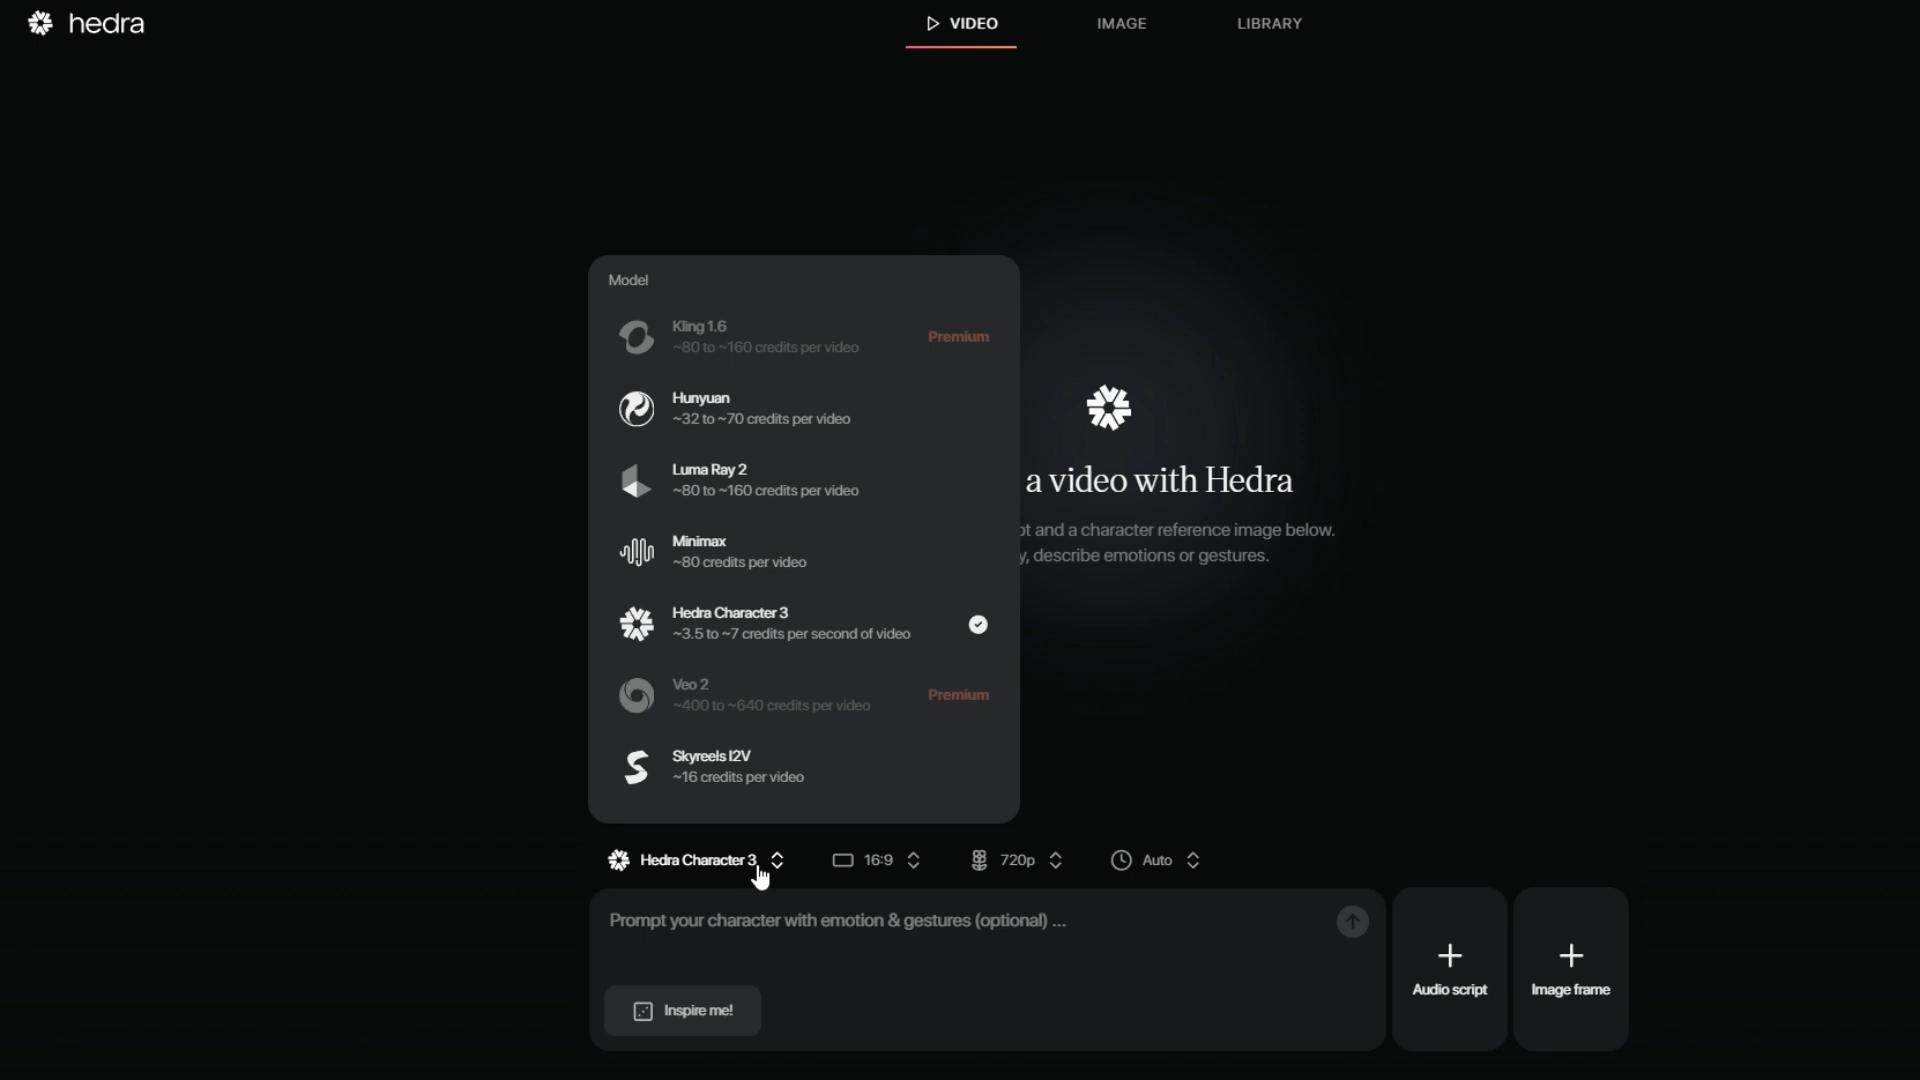 hedra
VIDEO
IMAGE
LIBRARY
Model
Kling 1.6
~80 to ~160 credits per video
Premium
Hunyuan
~32 to ~70 credits per video
Luma Ray 2
~80 to ~160 credits per video
Minimax
~80 credits per video
Hedra Character 3
~3.5 to ~7 credits per second of video
Veo 2
~400 to ~640 credits per video
Premium
Skyreels I2V
~16 credits per video
a video with Hedra
and a character reference image below.
describe emotions or gestures.
Hedra Character 3
16:9
720p
Auto
Prompt your character with emotion & gestures (optional) ...
Inspire me!
Audio script
Image frame